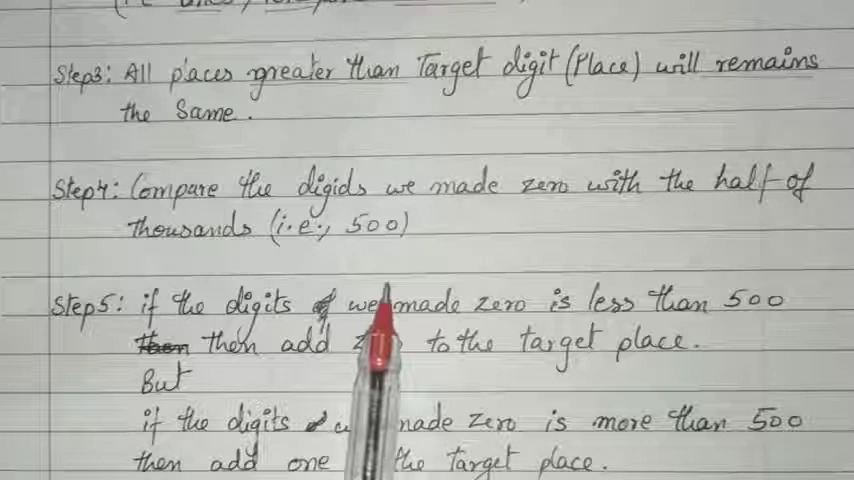 Step3: All places greater than Target digit (Place) will remains
the Same.
Step4: Compare the digids we made zero with the half of
thousands (i.e., 500)
Step5: if the digits we made zero is less than 500
then add to the target place.
But
if the digits made zero is more than 500
then add one the target place.